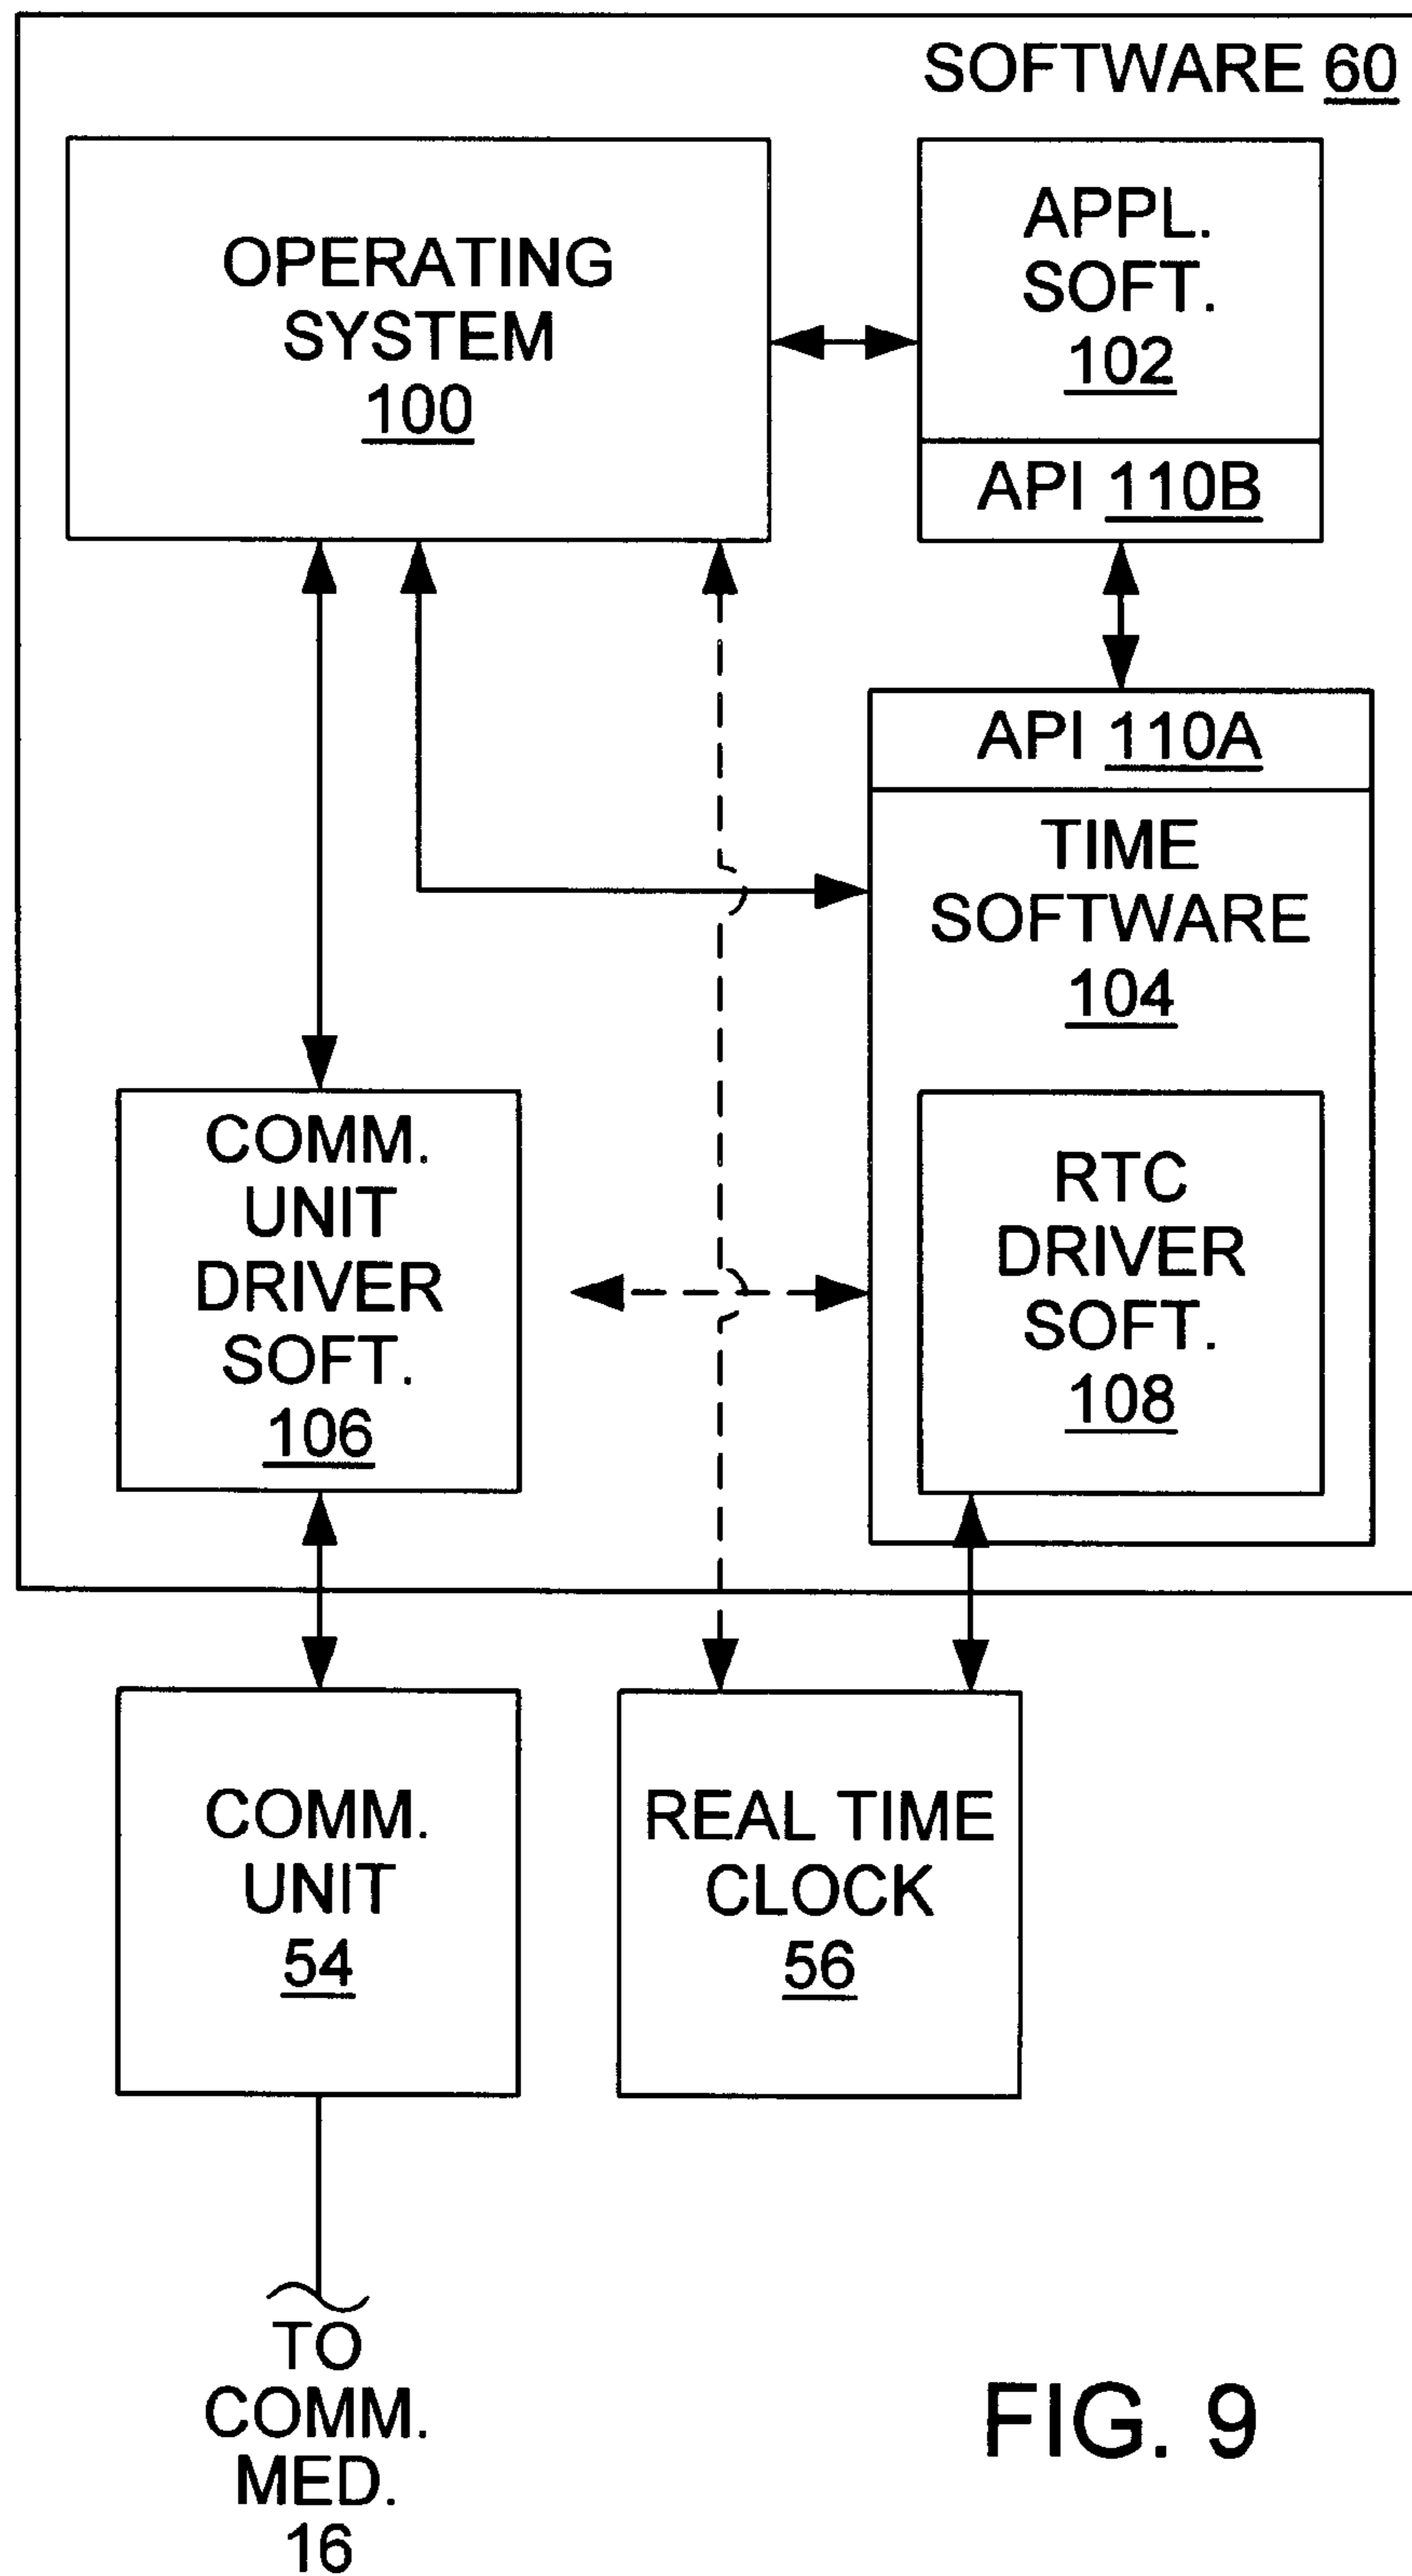 SOFTWARE 60
OPERATING
SYSTEM
100
APPL.
SOFT.
102
API 110B
API 110A
TIME
SOFTWARE
104
COMM.
UNIT
DRIVER
SOFT.
106
RTC
DRIVER
SOFT.
108
COMM.
UNIT
54
REAL TIME
CLOCK
56
TO
COMM.
MED.
16
FIG. 9